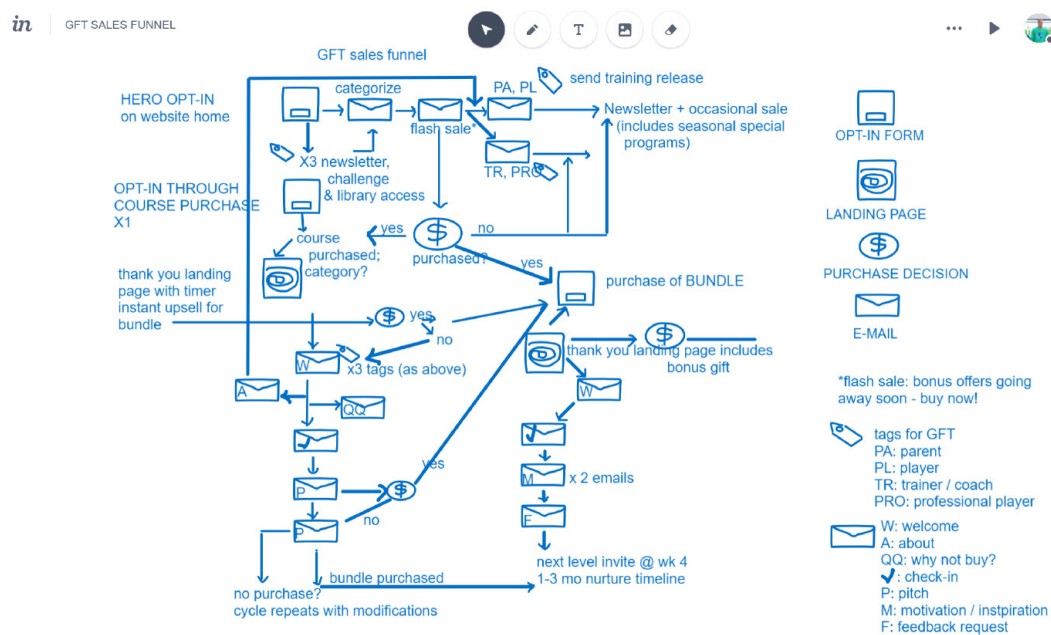 in
GFT SALES FUNNEL
T
GFT sales funnel
HERO OPT-IN
on website home
categorize
flash sale*
PA, PL
send training release
Newsletter + occasional sale
(includes seasonal special
programs)
TR, PRO
X3 newsletter,
challenge
& library access
OPT-IN THROUGH
COURSE PURCHASE
X1
course
purchased;
category?
yes
$
no
purchased?
yes
purchase of BUNDLE
thank you landing
page with timer
instant upsell for
bundle
$
yes
no
W
x3 tags (as above)
A
QQ
$
thank you landing page includes
bonus gift
W
P
$
yes
no
P
M
x 2 emails
F
next level invite @ wk 4
1-3 mo nurture timeline
bundle purchased
no purchase?
cycle repeats with modifications
OPT-IN FORM
LANDING PAGE
$
PURCHASE DECISION
E-MAIL
*flash sale: bonus offers going
away soon - buy now!
tags for GFT
PA: parent
PL: player
TR: trainer / coach
PRO: professional player
W: welcome
A: about
QQ: why not buy?
✓: check-in
P: pitch
M: motivation / instpiration
F: feedback request